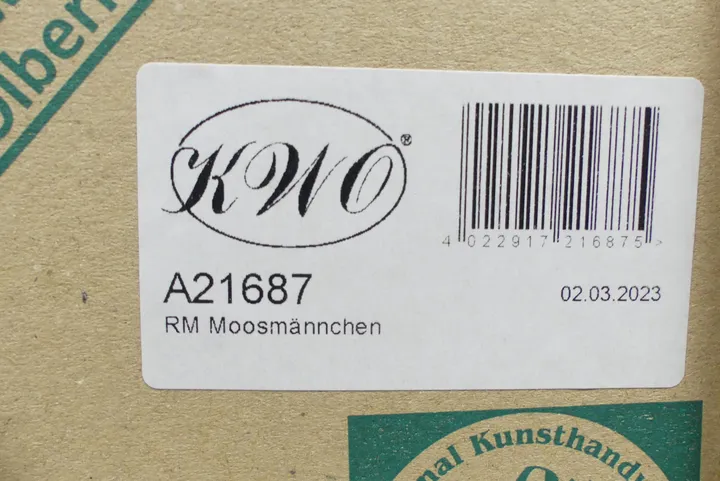 KWO®
4 022917 216875 >
A21687
02.03.2023
RM Moosmännchen